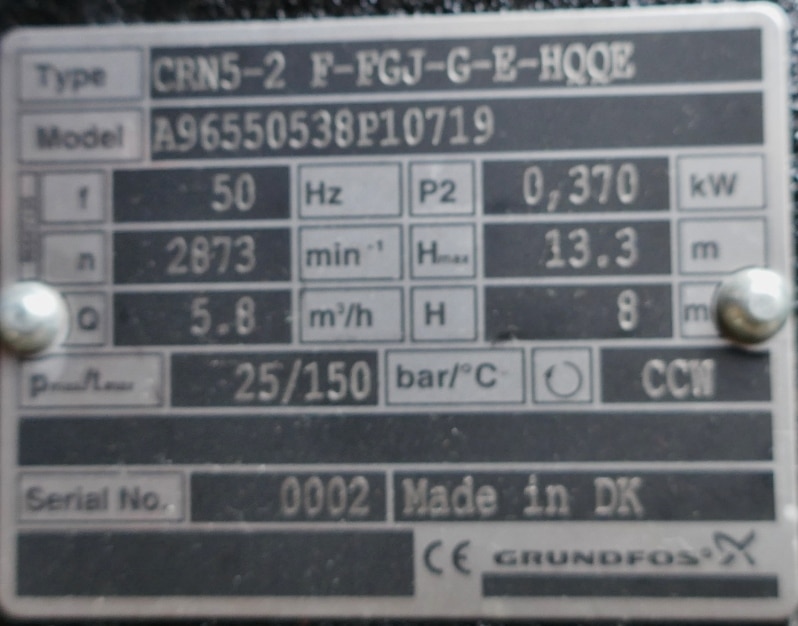 Type CRN5-2 F-FGJ-G-E-HQQE
Model A96550538P10719
f 50 Hz P2 0,370 kW
n 2873 min⁻¹ Hmax 13.3 m
Q 5.8 m³/h H 8 m
pmax/tmax 25/150 bar/°C CCW
Serial No. 0002 Made in DK
CE GRUNDFOS